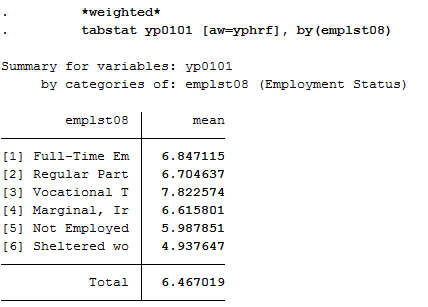 . *weighted*
. tabstat yp0101 [aw=yphrf], by(emplst08)
Summary for variables: yp0101
by categories of: emplst08 (Employment Status)
emplst08 mean
[1] Full-Time Em 6.847115
[2] Regular Part 6.704637
[3] Vocational T 7.822574
[4] Marginal, Ir 6.615801
[5] Not Employed 5.987851
[6] Sheltered wo 4.937647
Total 6.467019